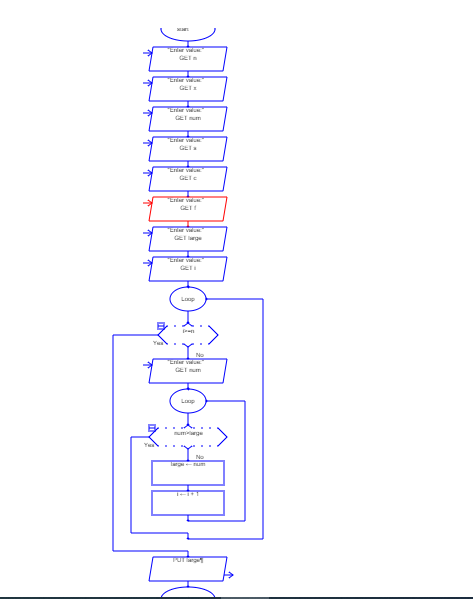 Start
"Enter value:"
GET n
"Enter value:"
GET s
"Enter value:"
GET num
"Enter value:"
GET a
"Enter value:"
GET c
"Enter value:"
GET f
"Enter value:"
GET large
"Enter value:"
GET i
Loop
i>=n
Yes
No
"Enter value:"
GET num
Loop
num<large
Yes
No
large ← num
i ← i + 1
PUT large¶